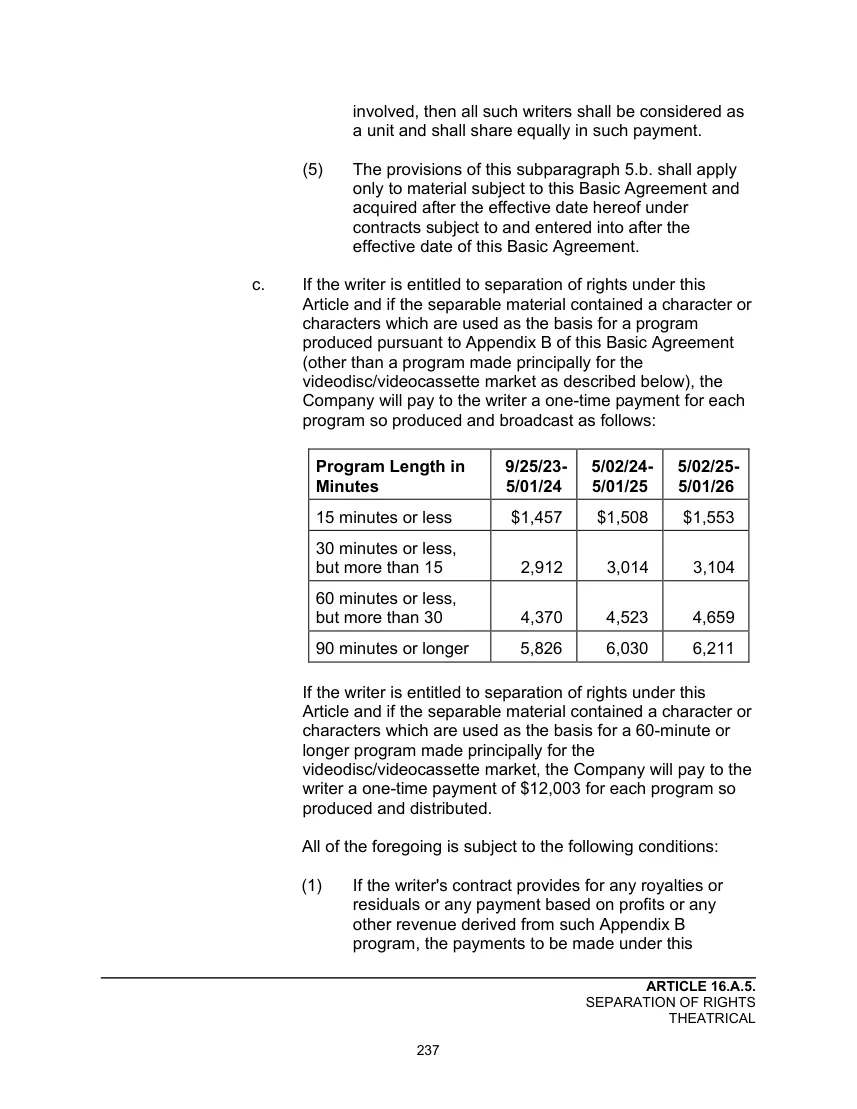 involved, then all such writers shall be considered as
a unit and shall share equally in such payment.
(5) The provisions of this subparagraph 5.b. shall apply
only to material subject to this Basic Agreement and
acquired after the effective date hereof under
contracts subject to and entered into after the
effective date of this Basic Agreement.
c. If the writer is entitled to separation of rights under this
Article and if the separable material contained a character or
characters which are used as the basis for a program
produced pursuant to Appendix B of this Basic Agreement
(other than a program made principally for the
videodisc/videocassette market as described below), the
Company will pay to the writer a one-time payment for each
program so produced and broadcast as follows:
Program Length in 9/25/23- 5/02/24- 5/02/25-
Minutes 5/01/24 5/01/25 5/01/26
15 minutes or less $1,457 $1,508 $1,553
30 minutes or less,
but more than 15 2,912 3,014 3,104
60 minutes or less,
but more than 30 4,370 4,523 4,659
90 minutes or longer 5,826 6,030 6,211
If the writer is entitled to separation of rights under this
Article and if the separable material contained a character or
characters which are used as the basis for a 60-minute or
longer program made principally for the
videodisc/videocassette market, the Company will pay to the
writer a one-time payment of $12,003 for each program so
produced and distributed.
All of the foregoing is subject to the following conditions:
(1) If the writer's contract provides for any royalties or
residuals or any payment based on profits or any
other revenue derived from such Appendix B
program, the payments to be made under this
ARTICLE 16.A.5.
SEPARATION OF RIGHTS
THEATRICAL
237